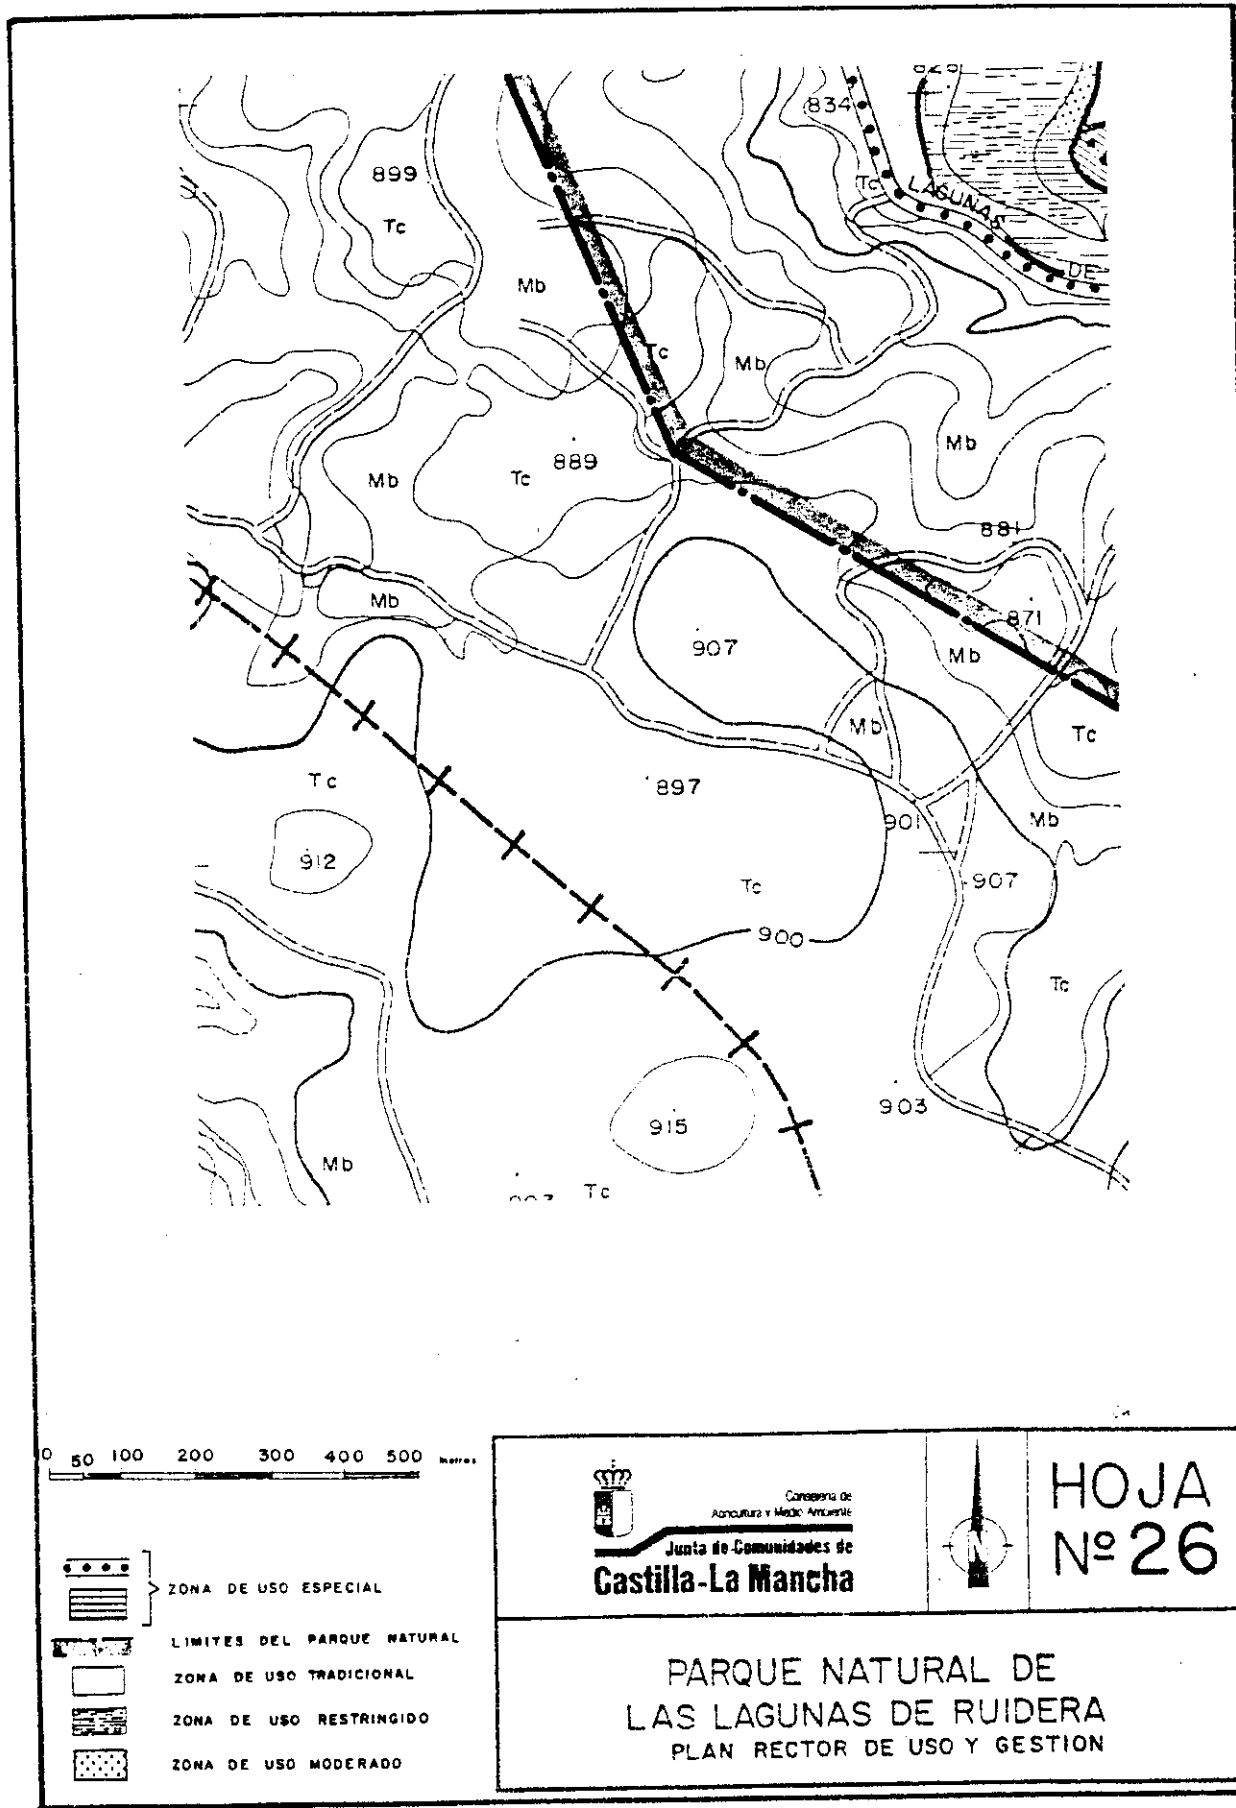 828
834
899
Tc
Tc
LAGUNAS
DE
Mb
Tc
Mb
Mb
889
Tc
Mb
881
Mb
871
907
Mb
Mb
Tc
Tc
897
901
Mb
912
Tc
907
900
Tc
915
903
Mb
Tc
0 50 100 200 300 400 500 metros
ZONA DE USO ESPECIAL
LIMITES DEL PARQUE NATURAL
ZONA DE USO TRADICIONAL
ZONA DE USO RESTRINGIDO
ZONA DE USO MODERADO
Consejería de
Agricultura y Medio Ambiente
Junta de Comunidades de
Castilla-La Mancha
N
HOJA
Nº 26
PARQUE NATURAL DE
LAS LAGUNAS DE RUIDERA
PLAN RECTOR DE USO Y GESTION